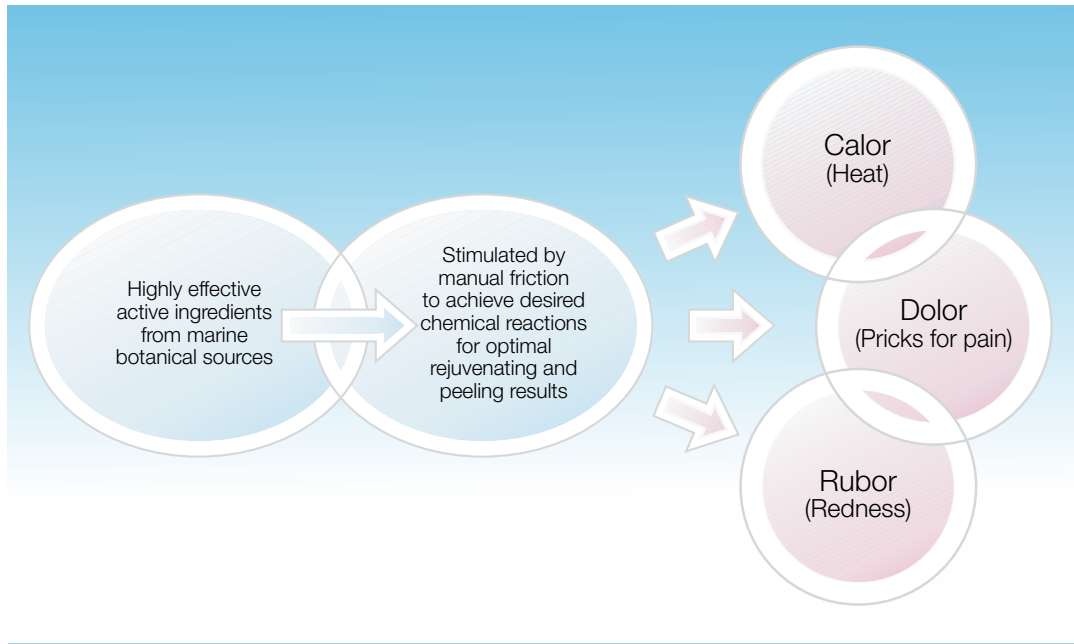 Highly effective
active ingredients
from marine
botanical sources
Stimulated by
manual friction
to achieve desired
chemical reactions
for optimal
rejuvenating and
peeling results
Calor
(Heat)
Dolor
(Pricks for pain)
Rubor
(Redness)